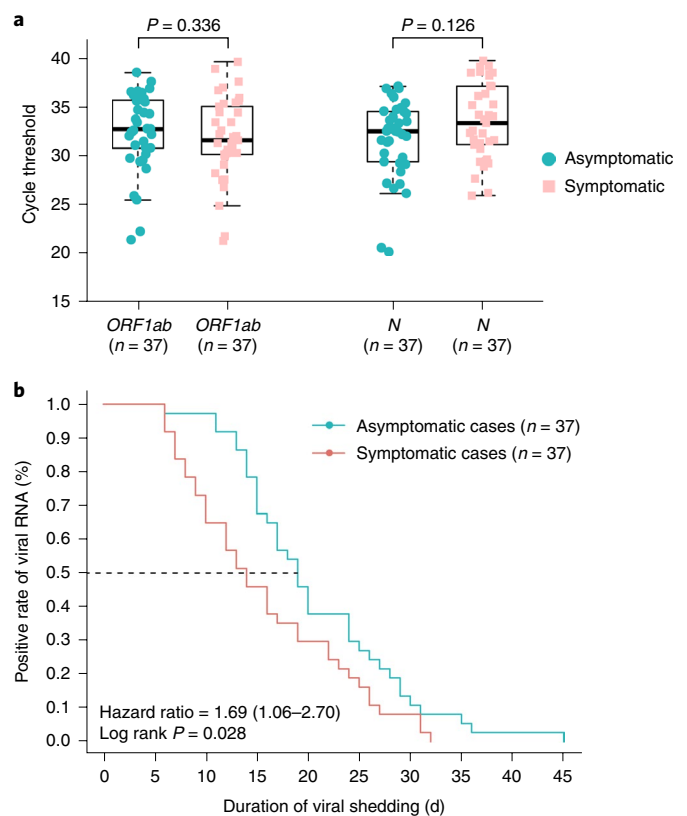 a
P = 0.336
P = 0.126
Cycle threshold
40
35
30
25
20
15
ORF1ab
(n = 37)
ORF1ab
(n = 37)
N
(n = 37)
N
(n = 37)
Asymptomatic
Symptomatic
b
Positive rate of viral RNA (%)
1.0
0.9
0.8
0.7
0.6
0.5
0.4
0.3
0.2
0.1
0.0
Asymptomatic cases (n = 37)
Symptomatic cases (n = 37)
Hazard ratio = 1.69 (1.06–2.70)
Log rank P = 0.028
0 5 10 15 20 25 30 35 40 45
Duration of viral shedding (d)